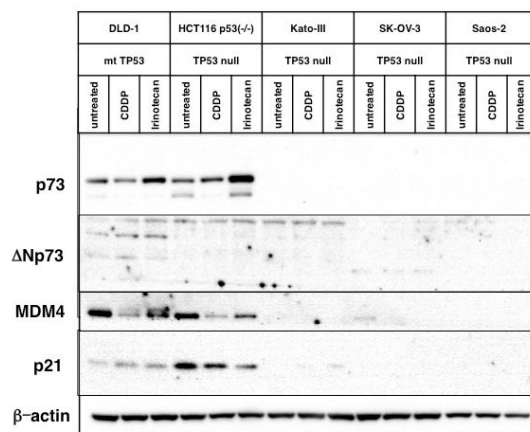 DLD-1 HCT116 p53(-/-) Kato-III SK-OV-3 Saos-2
mt TP53 TP53 null TP53 null TP53 null TP53 null
untreated CDDP Irinotecan untreated CDDP Irinotecan untreated CDDP Irinotecan untreated CDDP Irinotecan untreated CDDP Irinotecan
p73
ΔNp73
MDM4
p21
β-actin